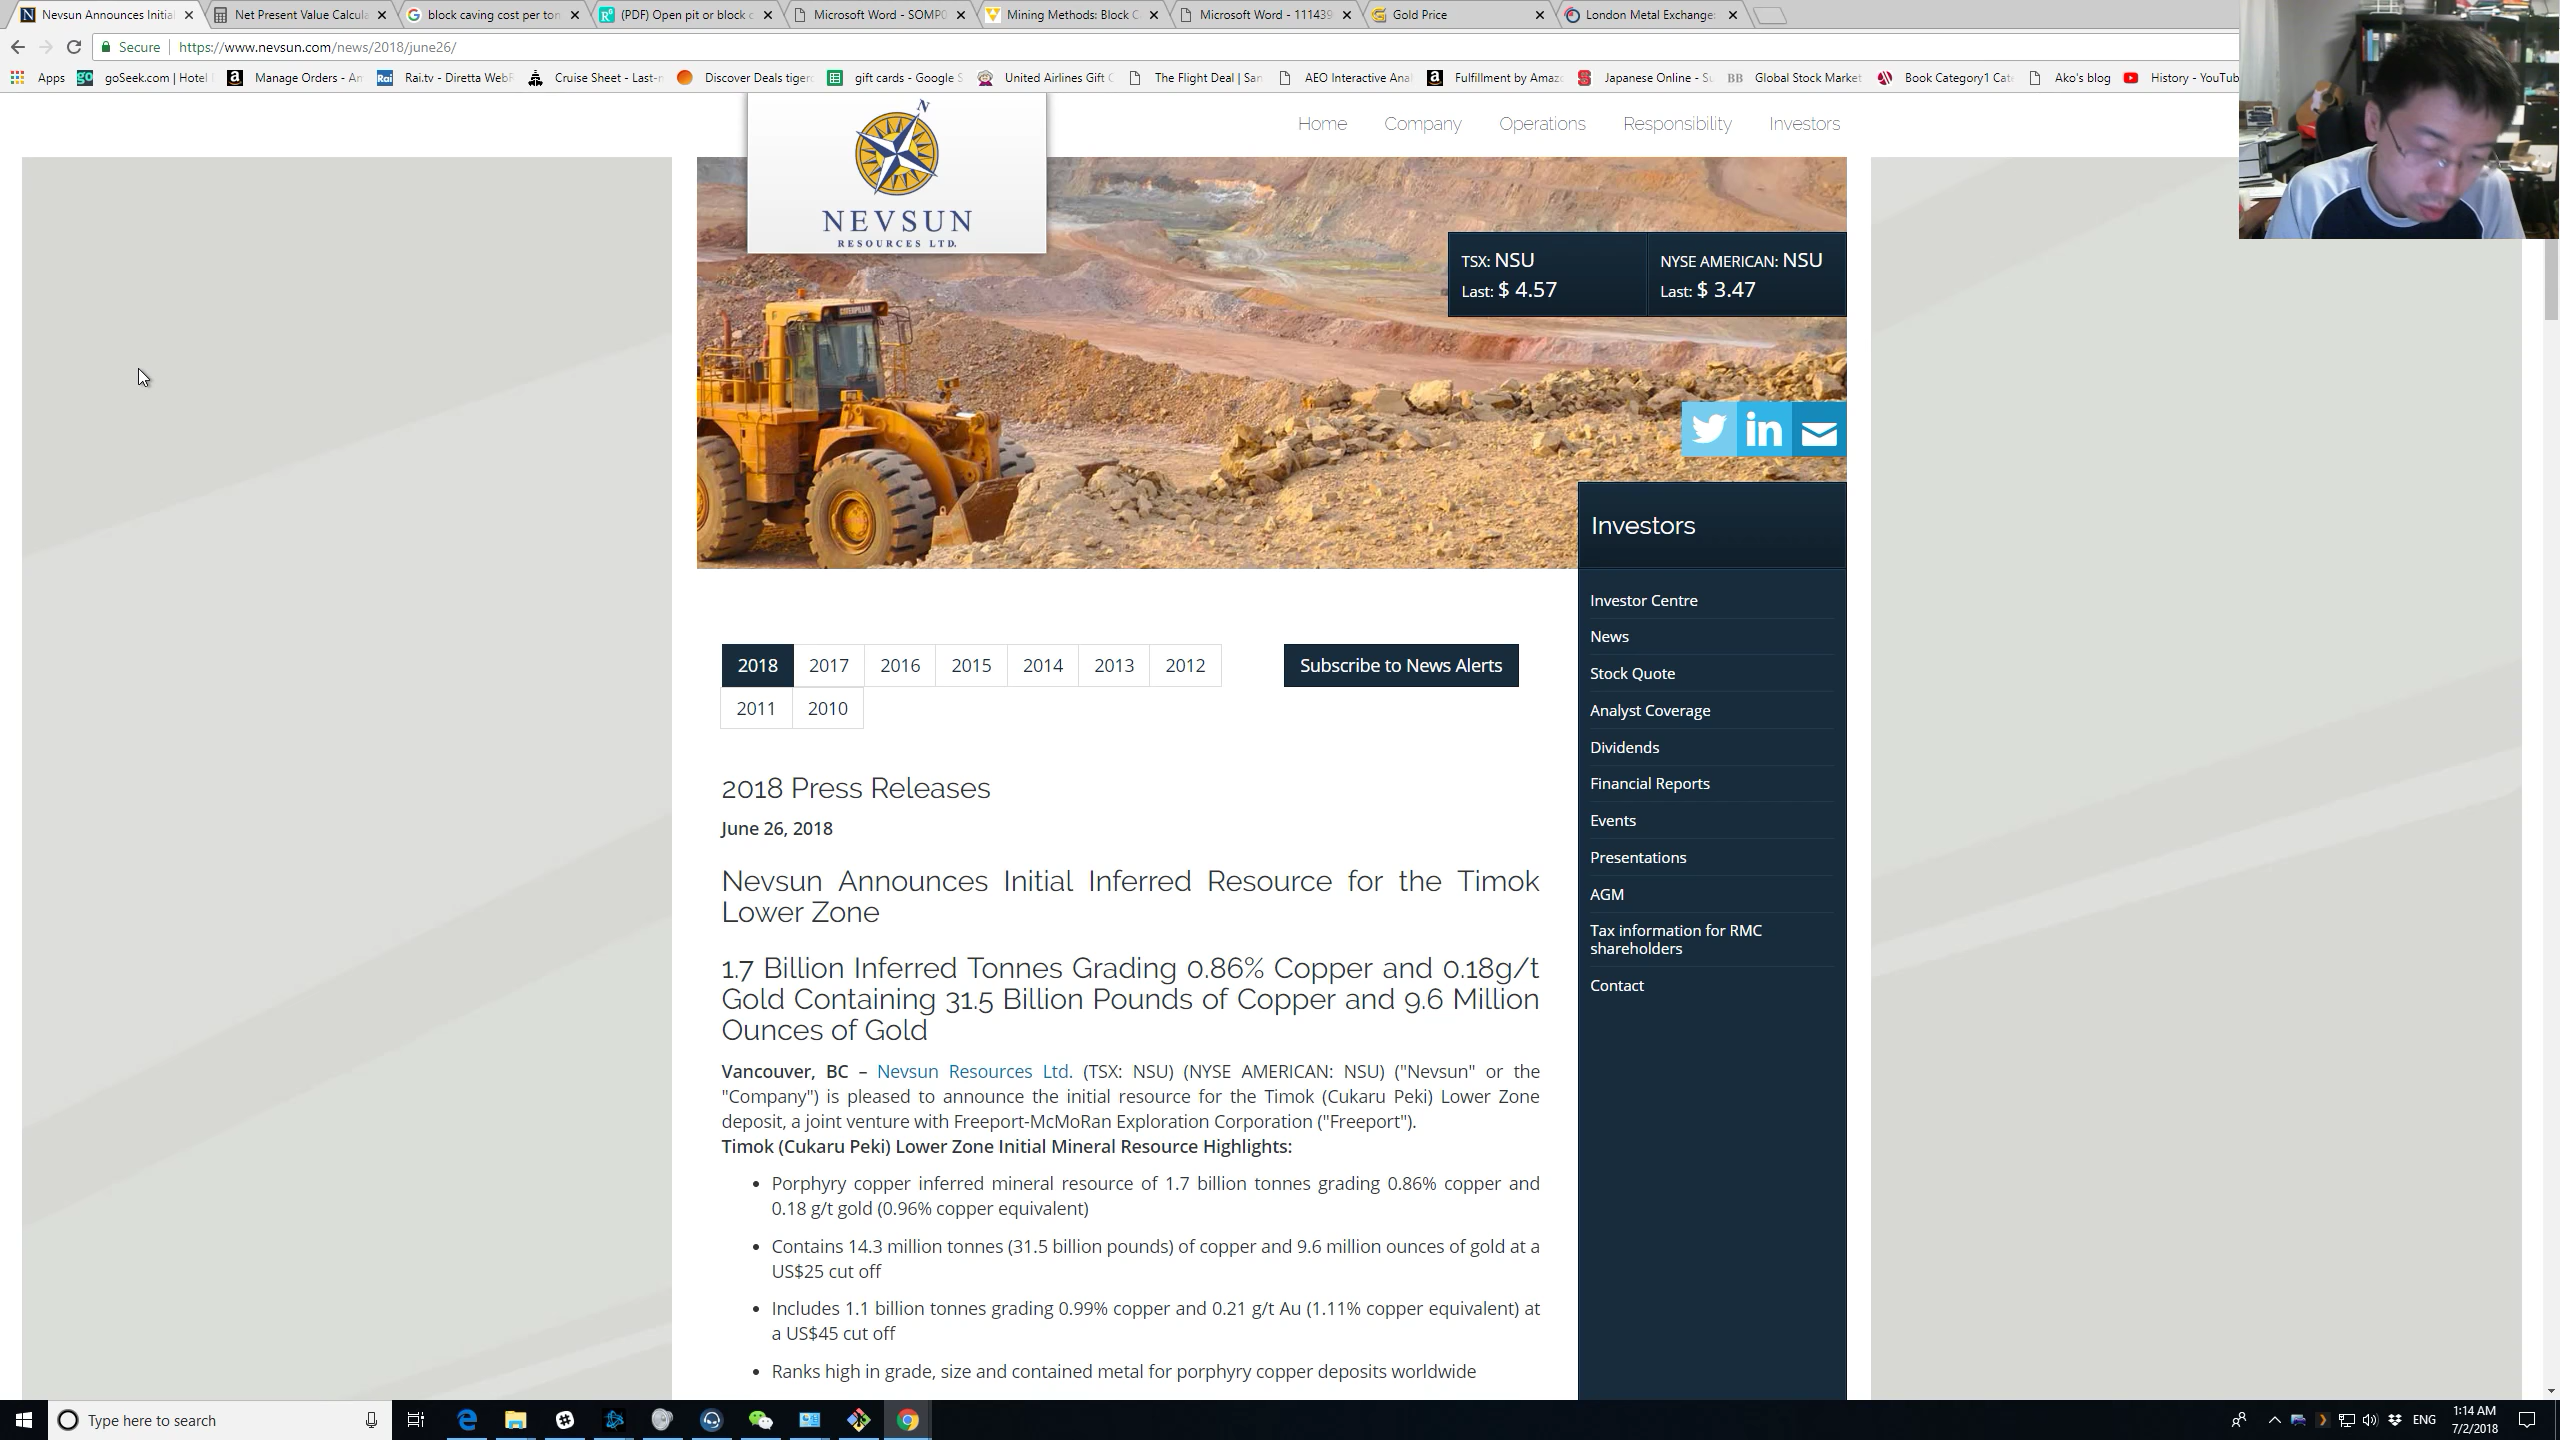 Nevsun Announces Initia
Net Present Value Calcula
block caving cost per ton
(PDF) Open pit or block c
Microsoft Word - SOMP0
Mining Methods: Block C
Microsoft Word - 111439
Gold Price
London Metal Exchange:
Secure
https://www.nevsun.com/news/2018/june26/
Apps
goSeek.com | Hotel
Manage Orders - An
Rai.tv - Diretta WebR
Cruise Sheet - Last-m
Discover Deals tiger
gift cards - Google S
United Airlines Gift C
The Flight Deal | San
AEO Interactive Anal
Fulfillment by Amazo
Japanese Online - Su
BB Global Stock Market
Book Category1 Cat
Ako's blog
History - YouTub
N
NEVSUN
RESOURCES LTD.
Home
Company
Operations
Responsibility
Investors
CATERPILLAR
TSX: NSU
Last: $ 4.57
NYSE AMERICAN: NSU
Last: $ 3.47
in
Investors
Investor Centre
News
Stock Quote
Analyst Coverage
Dividends
Financial Reports
Events
Presentations
AGM
Tax information for RMC
shareholders
Contact
2018 2017 2016 2015 2014 2013 2012
2011 2010
Subscribe to News Alerts
2018 Press Releases
June 26, 2018
Nevsun Announces Initial Inferred Resource for the Timok
Lower Zone
1.7 Billion Inferred Tonnes Grading 0.86% Copper and 0.18g/t
Gold Containing 31.5 Billion Pounds of Copper and 9.6 Million
Ounces of Gold
Vancouver, BC – Nevsun Resources Ltd. (TSX: NSU) (NYSE AMERICAN: NSU) ("Nevsun" or the
"Company") is pleased to announce the initial resource for the Timok (Cukaru Peki) Lower Zone
deposit, a joint venture with Freeport-McMoRan Exploration Corporation ("Freeport").
Timok (Cukaru Peki) Lower Zone Initial Mineral Resource Highlights:
• Porphyry copper inferred mineral resource of 1.7 billion tonnes grading 0.86% copper and
0.18 g/t gold (0.96% copper equivalent)
• Contains 14.3 million tonnes (31.5 billion pounds) of copper and 9.6 million ounces of gold at a
US$25 cut off
• Includes 1.1 billion tonnes grading 0.99% copper and 0.21 g/t Au (1.11% copper equivalent) at
a US$45 cut off
• Ranks high in grade, size and contained metal for porphyry copper deposits worldwide
Type here to search
ENG
1:14 AM
7/2/2018